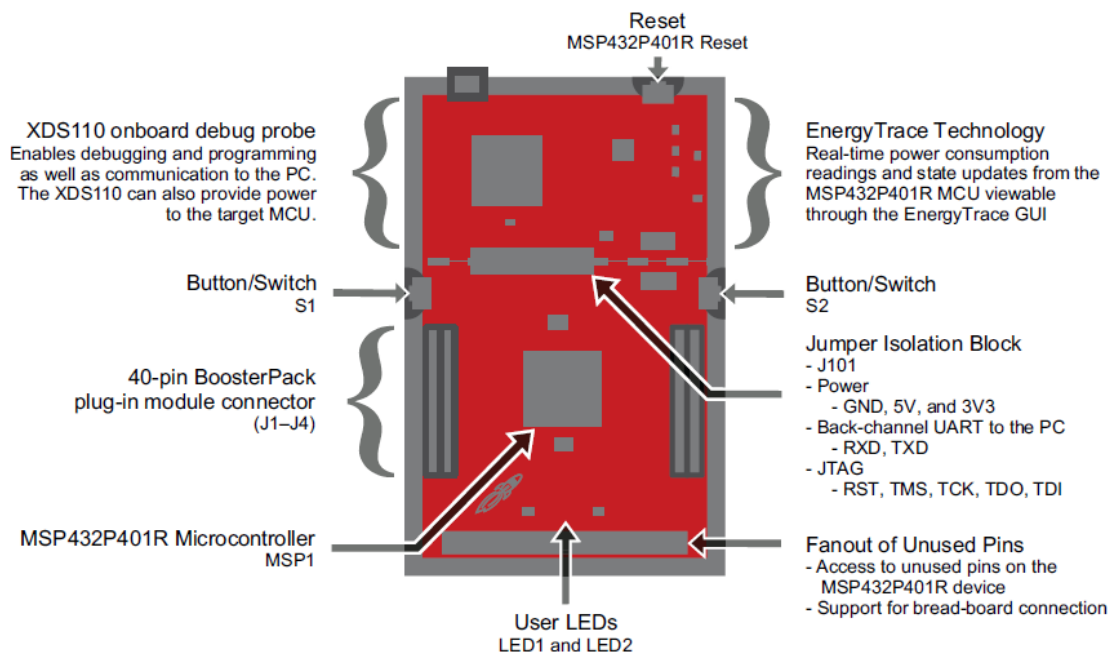 Reset
MSP432P401R Reset
XDS110 onboard debug probe
Enables debugging and programming
as well as communication to the PC.
The XDS110 can also provide power
to the target MCU.
EnergyTrace Technology
Real-time power consumption
readings and state updates from the
MSP432P401R MCU viewable
through the EnergyTrace GUI
Button/Switch
S1
Button/Switch
S2
40-pin BoosterPack
plug-in module connector
(J1–J4)
Jumper Isolation Block
- J101
- Power
- GND, 5V, and 3V3
- Back-channel UART to the PC
- RXD, TXD
- JTAG
- RST, TMS, TCK, TDO, TDI
MSP432P401R Microcontroller
MSP1
Fanout of Unused Pins
- Access to unused pins on the
MSP432P401R device
- Support for bread-board connection
User LEDs
LED1 and LED2